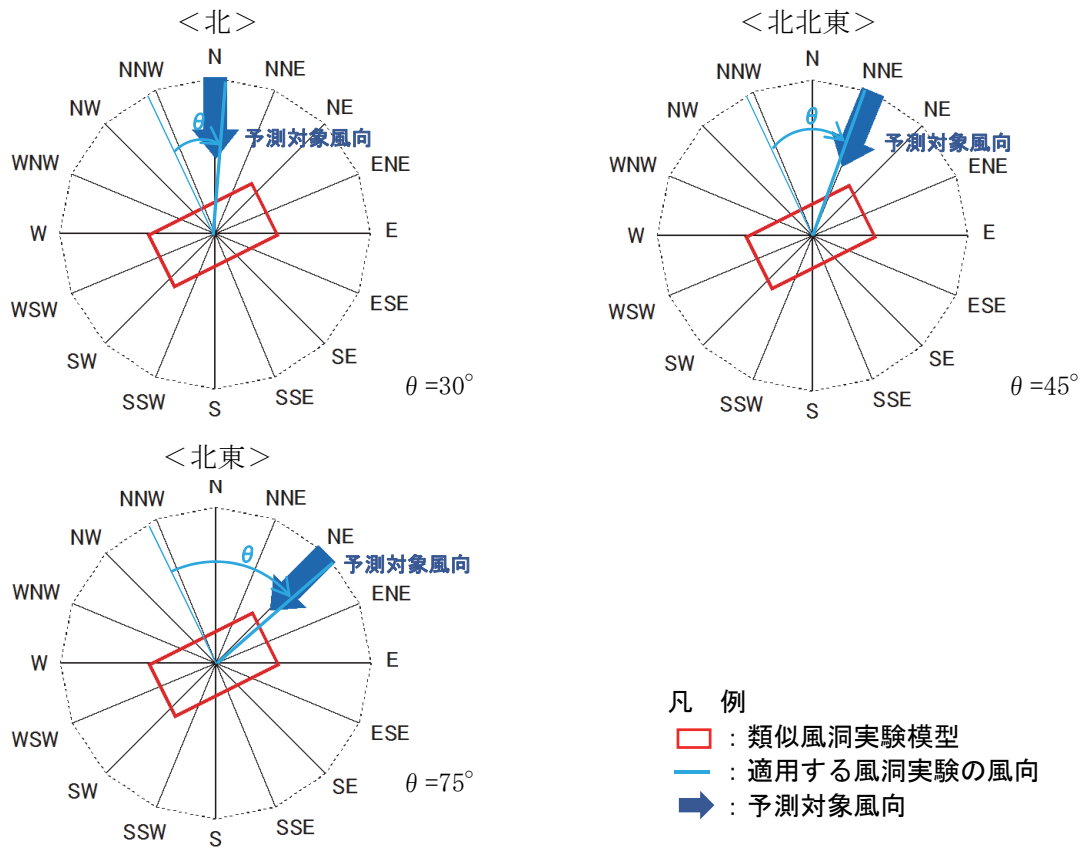 ＜北＞
N
NNW
NNE
NW
NE
θ
予測対象風向
WNW
ENE
W
E
WSW
ESE
SW
SE
SSW
SSE
S
θ=30°
＜北北東＞
N
NNW
NNE
NW
NE
θ
予測対象風向
WNW
ENE
W
E
WSW
ESE
SW
SE
SSW
SSE
S
θ=45°
＜北東＞
N
NNW
NNE
NW
NE
θ
予測対象風向
WNW
ENE
W
E
WSW
ESE
SW
SE
SSW
SSE
S
θ=75°
凡 例
：類似風洞実験模型
：適用する風洞実験の風向
：予測対象風向